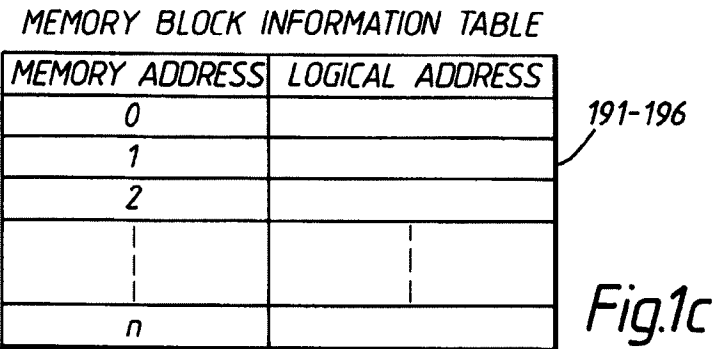 MEMORY BLOCK INFORMATION TABLE
MEMORY ADDRESS LOGICAL ADDRESS
0
191-196
1
2
n
Fig.1c